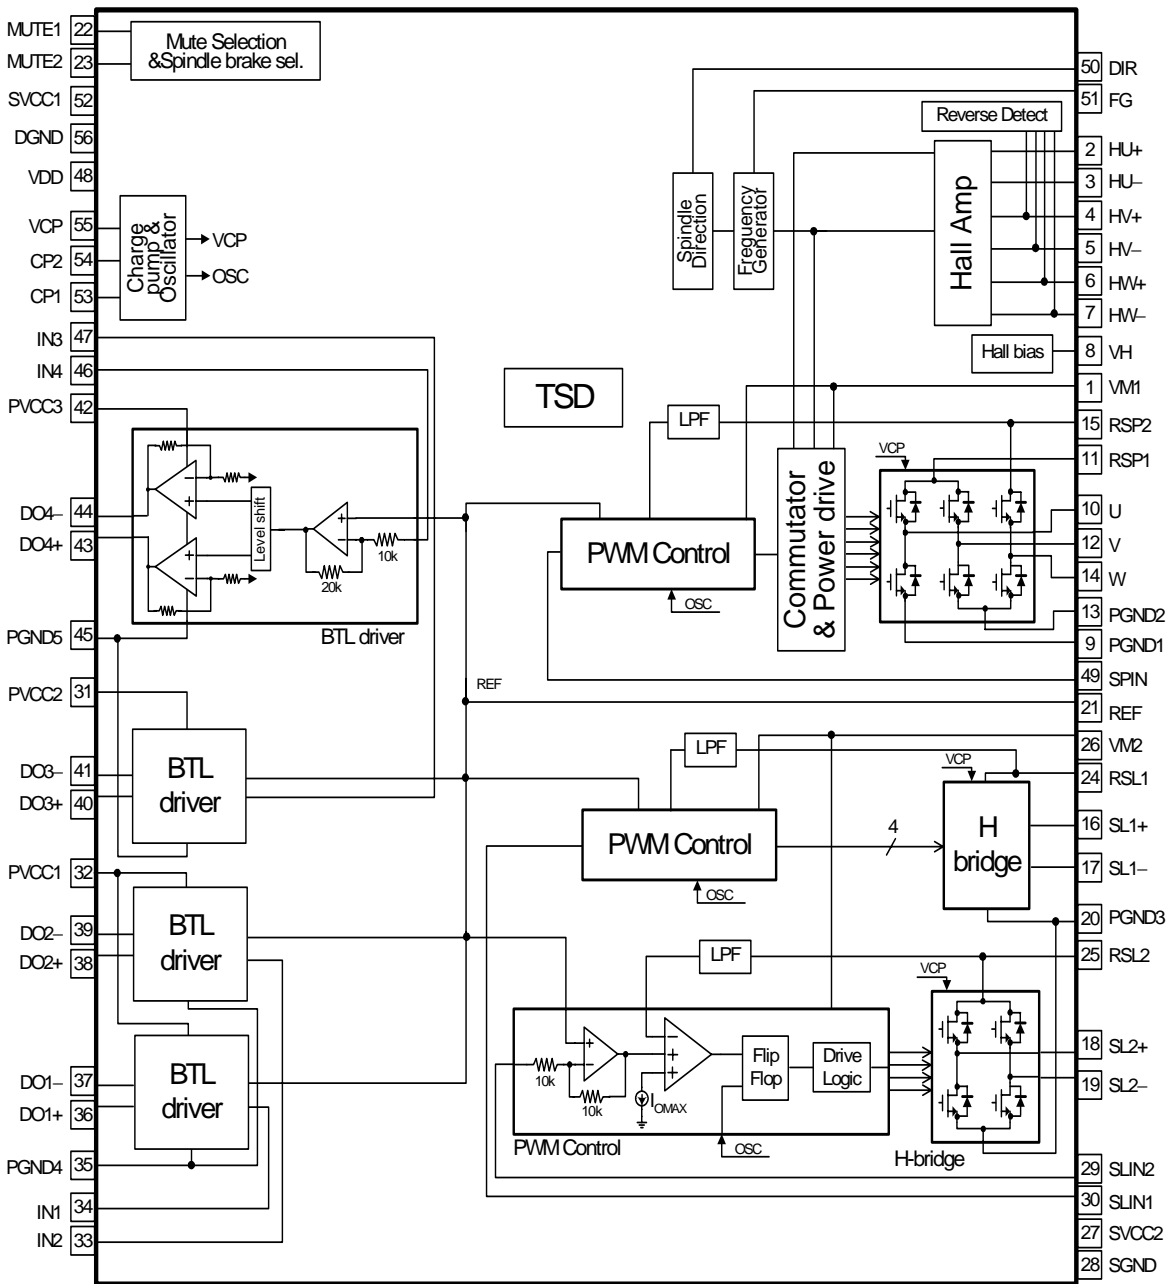 MUTE1 22
MUTE2 23
SVCC1 52
DGND 56
VDD 48
VCP 55
CP2 54
CP1 53
IN3 47
IN4 46
PVCC3 42
DO4– 44
DO4+ 43
PGND5 45
PVCC2 31
DO3– 41
DO3+ 40
PVCC1 32
DO2– 39
DO2+ 38
DO1– 37
DO1+ 36
PGND4 35
IN1 34
IN2 33
Mute Selection
&Spindle brake sel.
Charge
pump &
Oscillator
VCP
OSC
TSD
Level shift
– + + – + –
10k
20k
BTL driver
BTL
driver
BTL
driver
BTL
driver
REF
Spindle
Direction
Freguency
Generator
Reverse Detect
Hall Amp
Hall bias
LPF
PWM Control
OSC
Commutator
& Power drive
VCP
LPF
PWM Control
OSC
4
VCP
H
bridge
LPF
VCP
+
–
10k
10k
–
+
+
IOMAX
Flip
Flop
Drive
Logic
PWM Control
OSC
H-bridge
50 DIR
51 FG
2 HU+
3 HU–
4 HV+
5 HV–
6 HW+
7 HW–
8 VH
1 VM1
15 RSP2
11 RSP1
10 U
12 V
14 W
13 PGND2
9 PGND1
49 SPIN
21 REF
26 VM2
24 RSL1
16 SL1+
17 SL1–
20 PGND3
25 RSL2
18 SL2+
19 SL2–
29 SLIN2
30 SLIN1
27 SVCC2
28 SGND